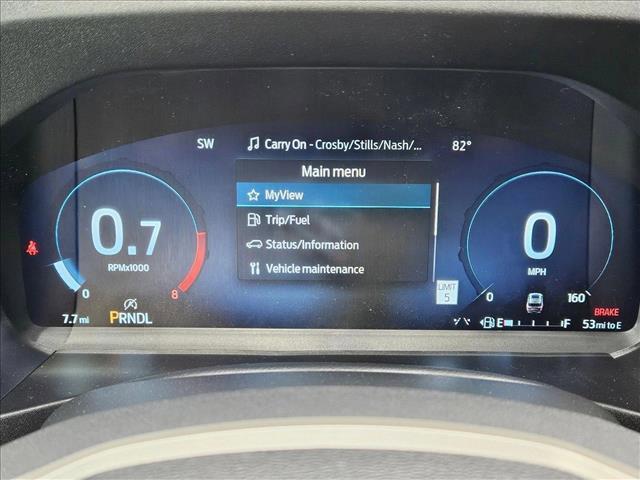 SW
Carry On - Crosby/Stills/Nash/...
82°
Main menu
MyView
Trip/Fuel
Status/Information
Vehicle maintenance
0.7
RPMx1000
0
8
7.7 mi
PRNDL
0
MPH
0
160
LIMIT
5
E
F
BRAKE
53 mi to E